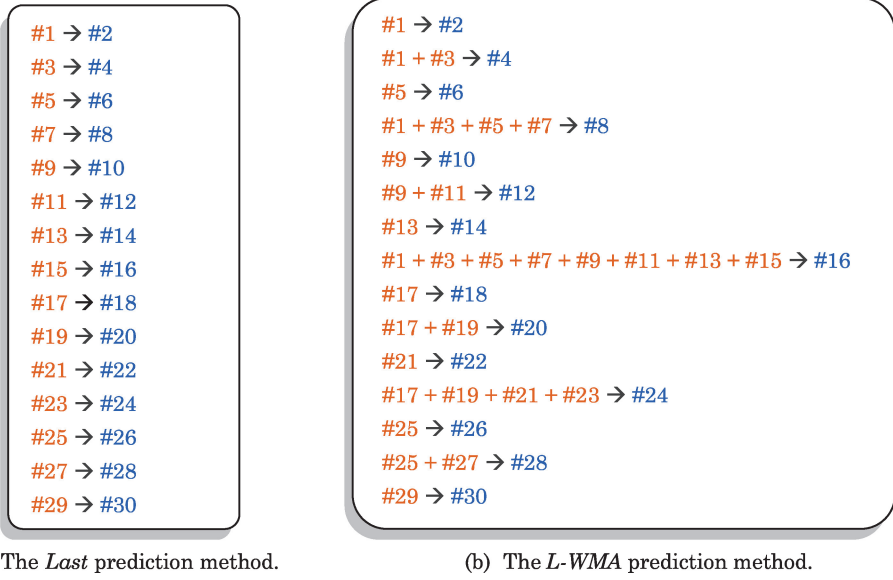 #1 → #2
#3 → #4
#5 → #6
#7 → #8
#9 → #10
#11 → #12
#13 → #14
#15 → #16
#17 → #18
#19 → #20
#21 → #22
#23 → #24
#25 → #26
#27 → #28
#29 → #30
The Last prediction method.
#1 → #2
#1 + #3 → #4
#5 → #6
#1 + #3 + #5 + #7 → #8
#9 → #10
#9 + #11 → #12
#13 → #14
#1 + #3 + #5 + #7 + #9 + #11 + #13 + #15 → #16
#17 → #18
#17 + #19 → #20
#21 → #22
#17 + #19 + #21 + #23 → #24
#25 → #26
#25 + #27 → #28
#29 → #30
(b) The L-WMA prediction method.